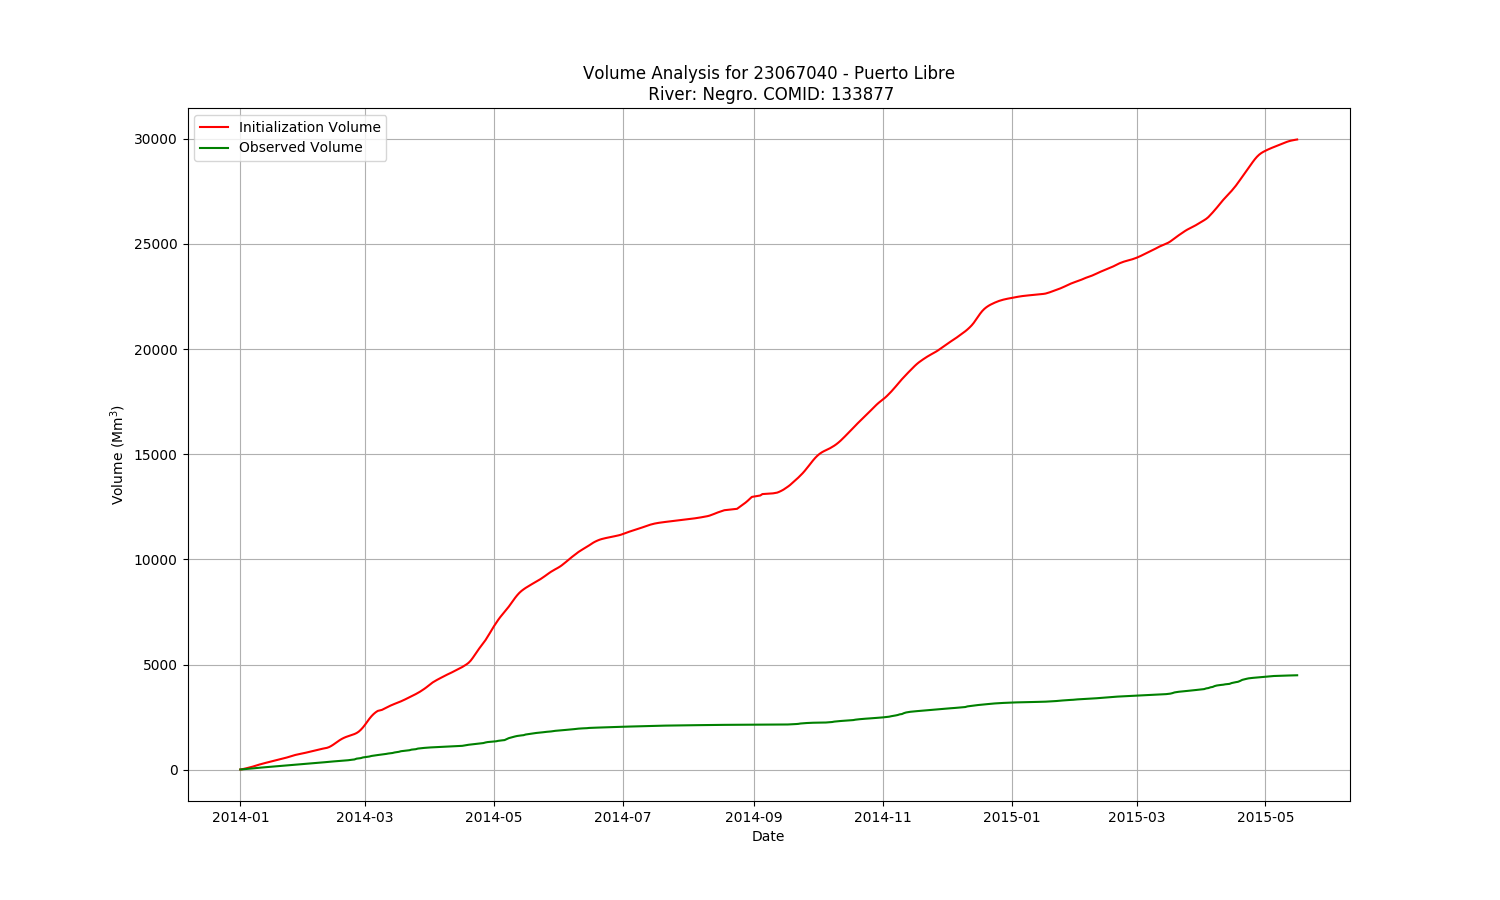 Volume Analysis for 23067040 - Puerto Libre
River: Negro. COMID: 133877
Initialization Volume
Observed Volume
30000
25000
20000
15000
10000
5000
0
Volume (Mm³)
2014-01 2014-03 2014-05 2014-07 2014-09 2014-11 2015-01 2015-03 2015-05
Date